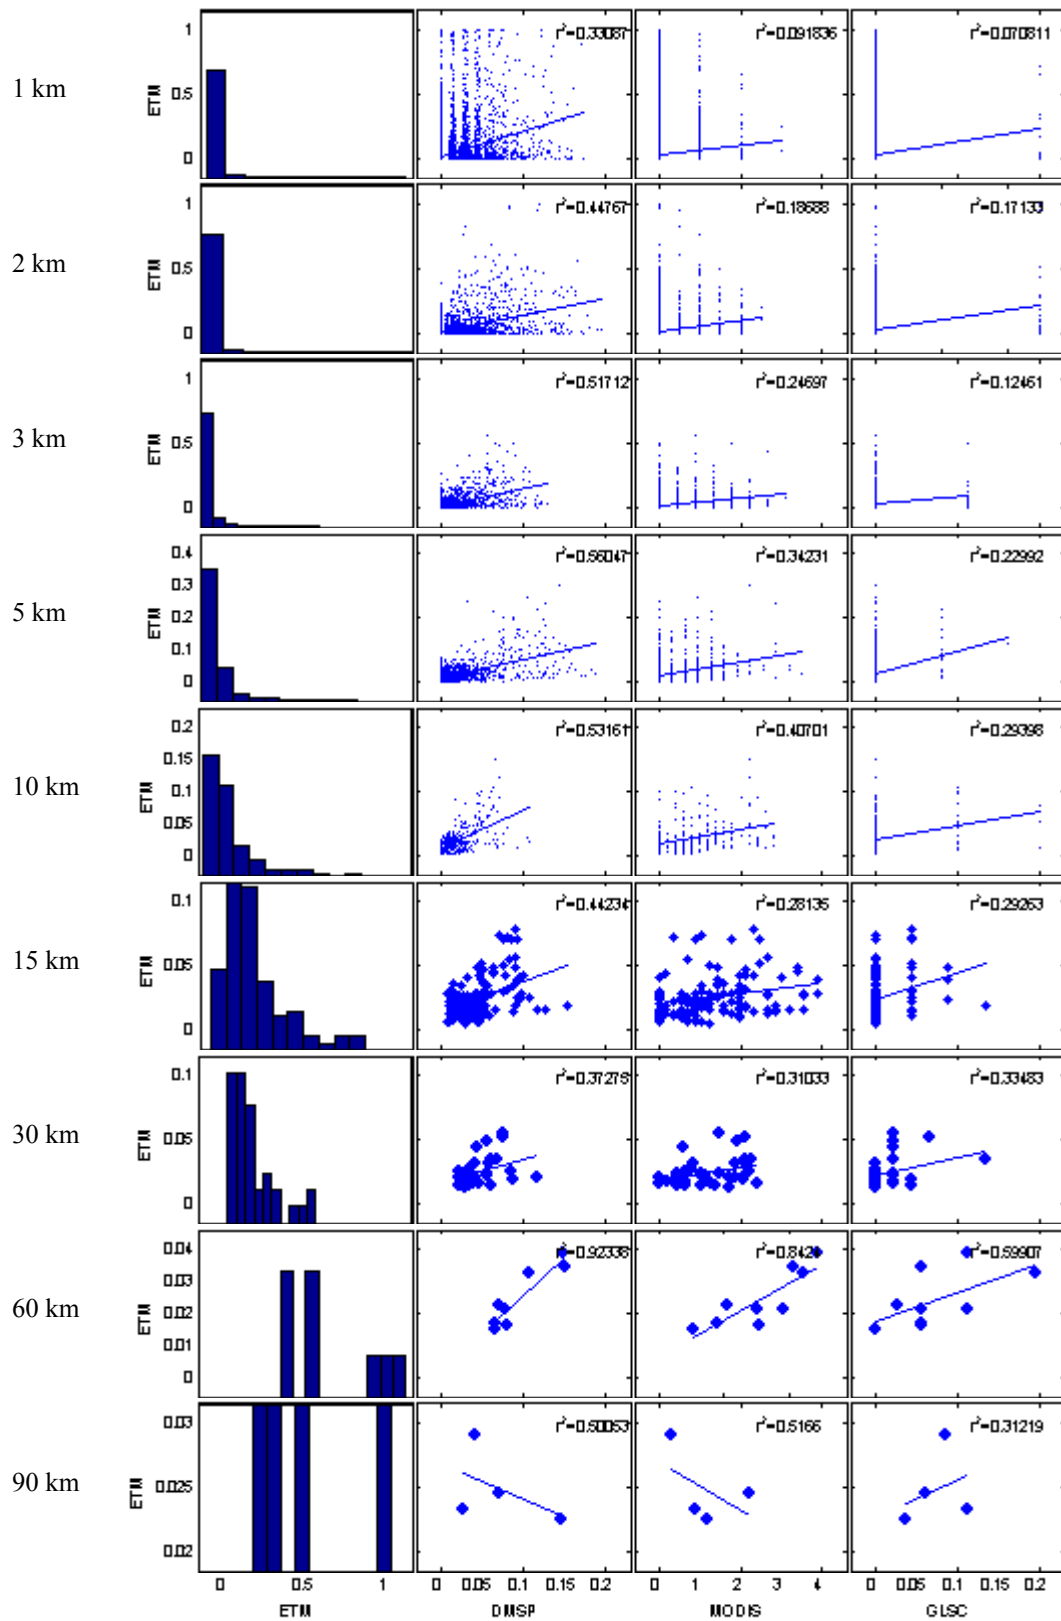 1 km
ETM
1
0.5
0
r²=0.33087
r²=0.091836
r²=0.070811
2 km
ETM
1
0.5
0
r²=0.44767
r²=0.18688
r²=0.17133
3 km
ETM
1
0.5
0
r²=0.51712
r²=0.24697
r²=0.12461
5 km
ETM
0.4
0.3
0.2
0.1
0
r²=0.56047
r²=0.34231
r²=0.22992
10 km
ETM
0.2
0.15
0.1
0.05
0
r²=0.53161
r²=0.40701
r²=0.29398
15 km
ETM
0.1
0.05
0
r²=0.44234
r²=0.28135
r²=0.29263
30 km
ETM
0.1
0.05
0
r²=0.37275
r²=0.31033
r²=0.33483
60 km
ETM
0.04
0.03
0.02
0.01
0
r²=0.92338
r²=0.8424
r²=0.59907
90 km
ETM
0.03
0.025
0.02
r²=0.50053
r²=0.5166
r²=0.31219
0 0.5 1
0 0.05 0.1 0.15 0.2
0 1 2 3 4
0 0.05 0.1 0.15 0.2
ETM DMSP MODIS GLSC